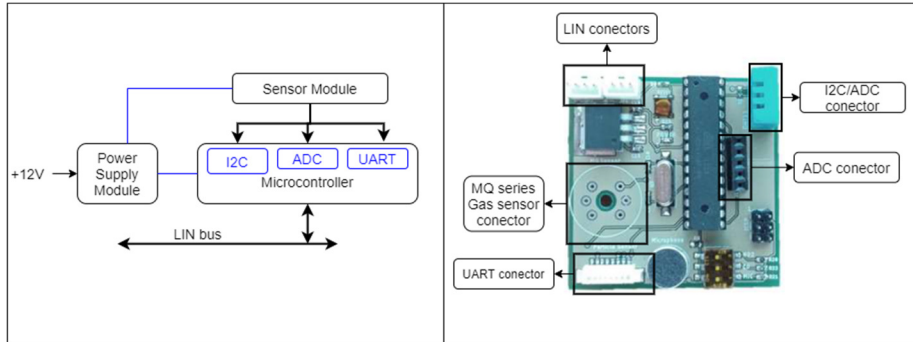 Sensor Module
I2C
ADC
UART
Microcontroller
+12V
Power
Supply
Module
LIN bus
LIN conectors
I2C/ADC
conector
ADC conector
MQ series
Gas sensor
conector
UART conector
Microphone